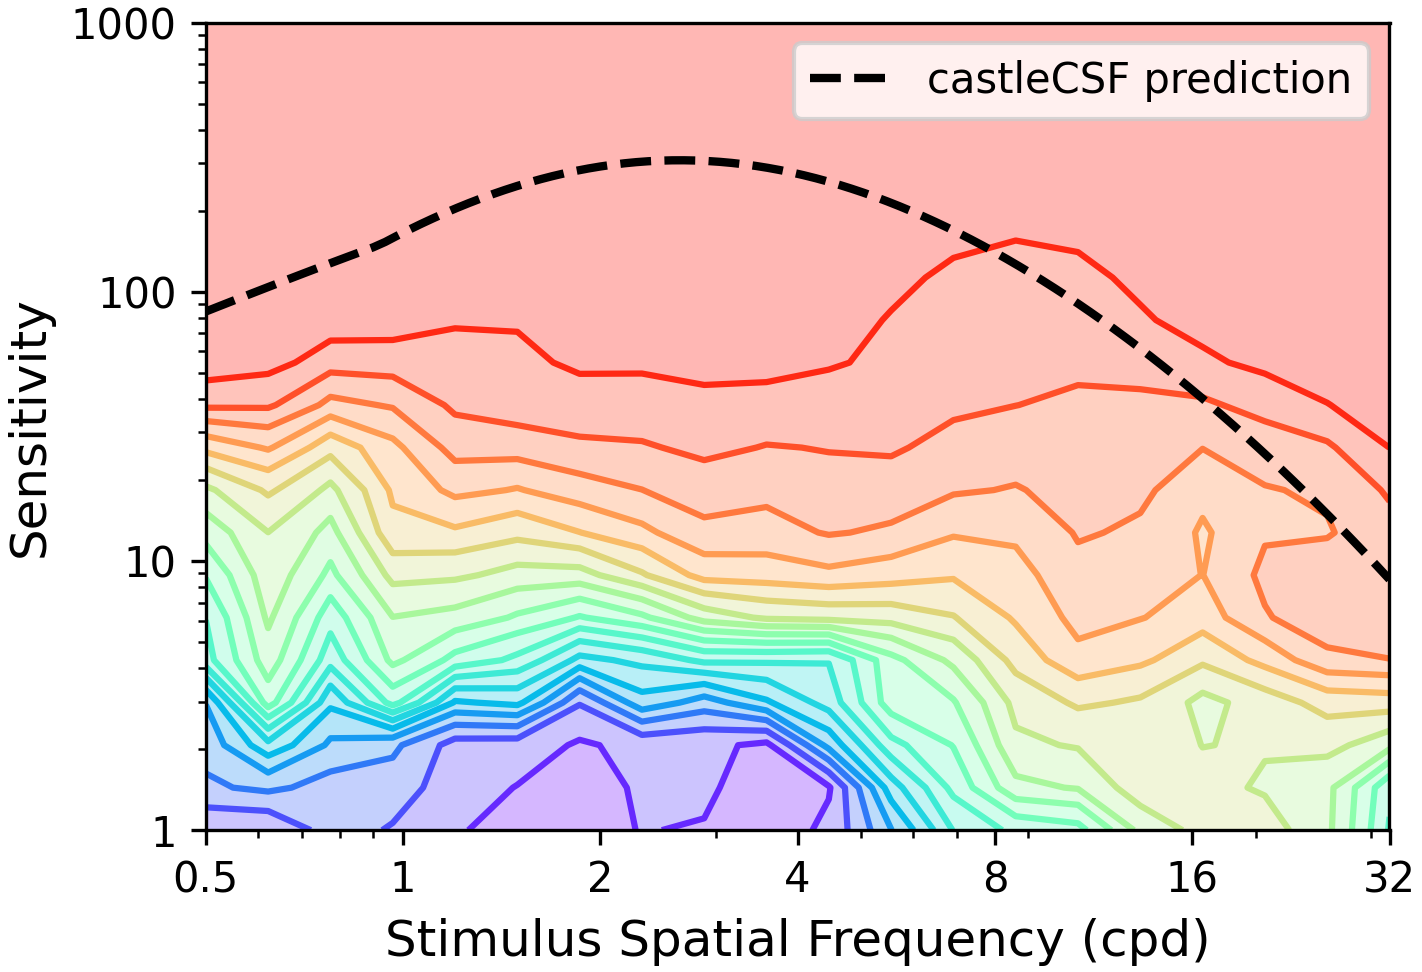 1000
100
10
1
Sensitivity
castleCSF prediction
0.5 1 2 4 8 16 32
Stimulus Spatial Frequency (cpd)